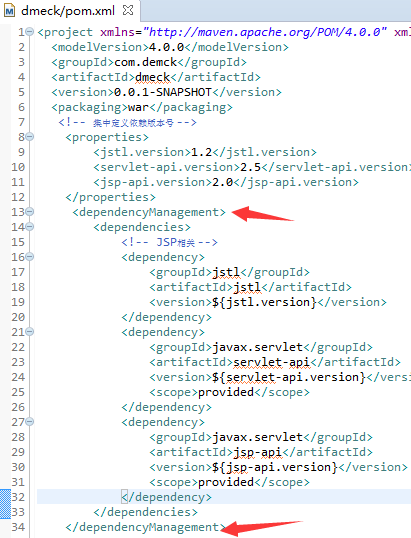 dmeck/pom.xml
1 <project xmlns="http://maven.apache.org/POM/4.0.0" xm
2 <modelVersion>4.0.0</modelVersion>
3 <groupId>com.demck</groupId>
4 <artifactId>dmeck</artifactId>
5 <version>0.0.1-SNAPSHOT</version>
6 <packaging>war</packaging>
7 <!-- 集中定义依赖版本号 -->
8 <properties>
9 <jstl.version>1.2</jstl.version>
10 <servlet-api.version>2.5</servlet-api.version>
11 <jsp-api.version>2.0</jsp-api.version>
12 </properties>
13 <dependencyManagement>
14 <dependencies>
15 <!-- JSP相关 -->
16 <dependency>
17 <groupId>jstl</groupId>
18 <artifactId>jstl</artifactId>
19 <version>${jstl.version}</version>
20 </dependency>
21 <dependency>
22 <groupId>javax.servlet</groupId>
23 <artifactId>servlet-api</artifactId>
24 <version>${servlet-api.version}</vers
25 <scope>provided</scope>
26 </dependency>
27 <dependency>
28 <groupId>javax.servlet</groupId>
29 <artifactId>jsp-api</artifactId>
30 <version>${jsp-api.version}</version>
31 <scope>provided</scope>
32 </dependency>
33 </dependencies>
34 </dependencyManagement>